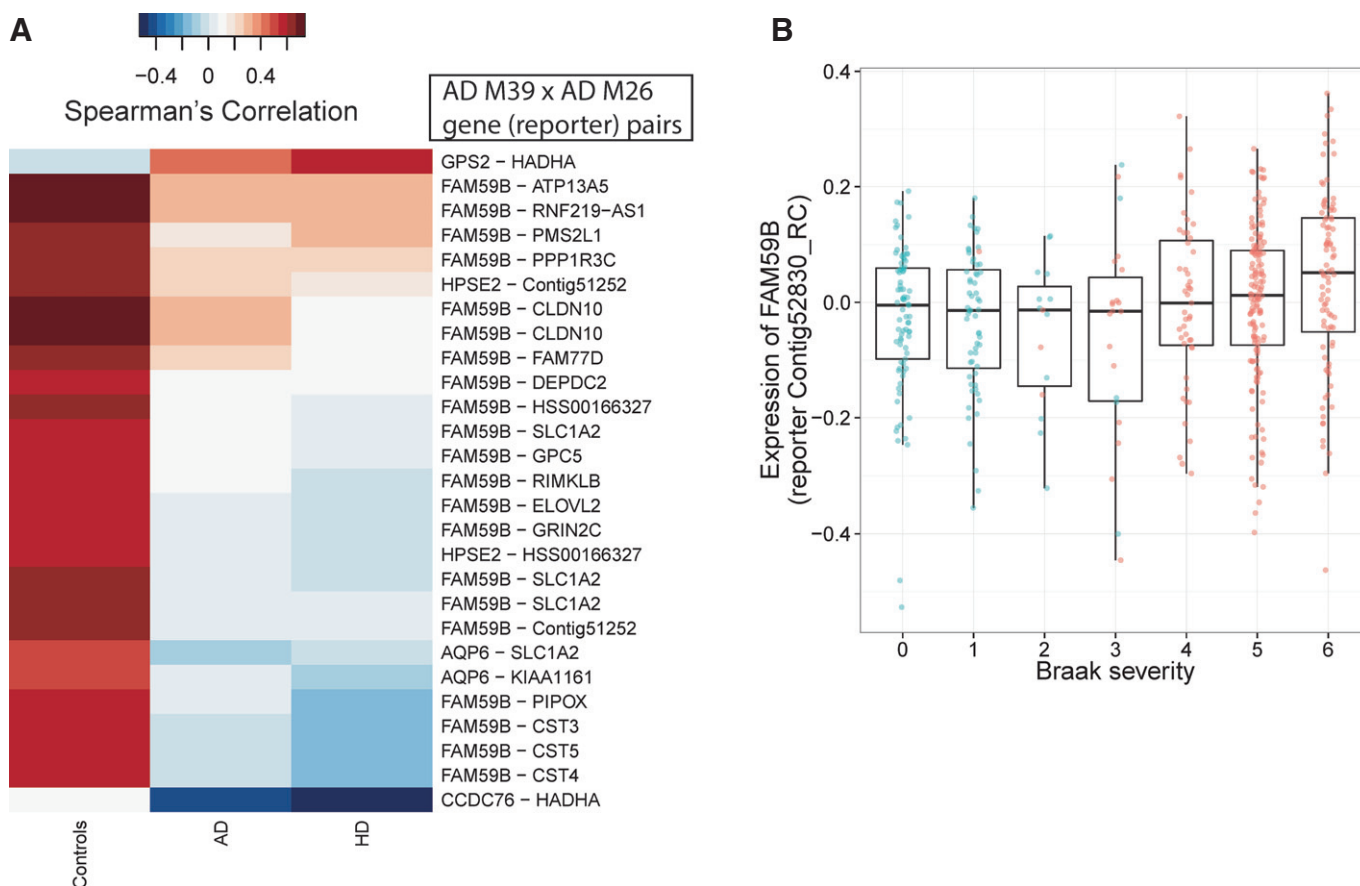 A
−0.4 0 0.4
Spearman's Correlation
AD M39 x AD M26
gene (reporter) pairs
GPS2 − HADHA
FAM59B − ATP13A5
FAM59B − RNF219−AS1
FAM59B − PMS2L1
FAM59B − PPP1R3C
HPSE2 − Contig51252
FAM59B − CLDN10
FAM59B − CLDN10
FAM59B − FAM77D
FAM59B − DEPDC2
FAM59B − HSS00166327
FAM59B − SLC1A2
FAM59B − GPC5
FAM59B − RIMKLB
FAM59B − ELOVL2
FAM59B − GRIN2C
HPSE2 − HSS00166327
FAM59B − SLC1A2
FAM59B − SLC1A2
FAM59B − Contig51252
AQP6 − SLC1A2
AQP6 − KIAA1161
FAM59B − PIPOX
FAM59B − CST3
FAM59B − CST5
FAM59B − CST4
CCDC76 − HADHA
Controls
AD
HD
B
Expression of FAM59B
(reporter Contig52830_RC)
0.4
0.2
0.0
−0.2
−0.4
0 1 2 3 4 5 6
Braak severity